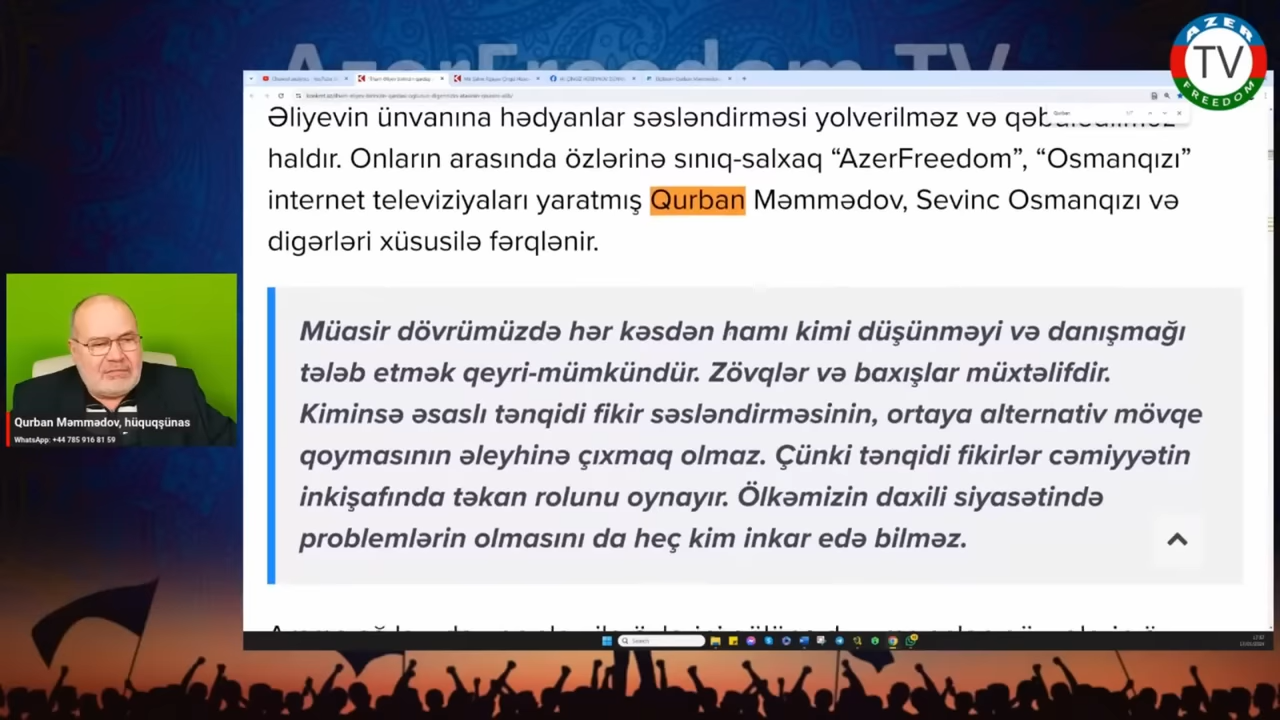 AzerFreedom TV
AZER
TV
FREEDOM
Qurban
Əliyevin ünvanına hədyanlar səsləndirməsi yolverilməz və
haldır. Onların arasında özlərinə sınıq-salxaq “AzerFreedom”, “Osmanqızı”
internet televiziyaları yaratmış Qurban Məmmədov, Sevinc Osmanqızı və
digərləri xüsusilə fərqlənir.
Müasir dövrümüzdə hər kəsdən hamı kimi düşünməyi və danışmağı
tələb etmək qeyri-mümkündür. Zövqlər və baxışlar müxtəlifdir.
Kiminsə əsaslı tənqidi fikir səsləndirməsinin, ortaya alternativ mövqe
qoymasının əleyhinə çıxmaq olmaz. Çünki tənqidi fikirlər cəmiyyətin
inkişafında təkan rolunu oynayır. Ölkəmizin daxili siyasətində
problemlərin olmasını da heç kim inkar edə bilməz.
Qurban Məmmədov, hüquqşünas
WhatsApp: +44 785 916 81 59
Search